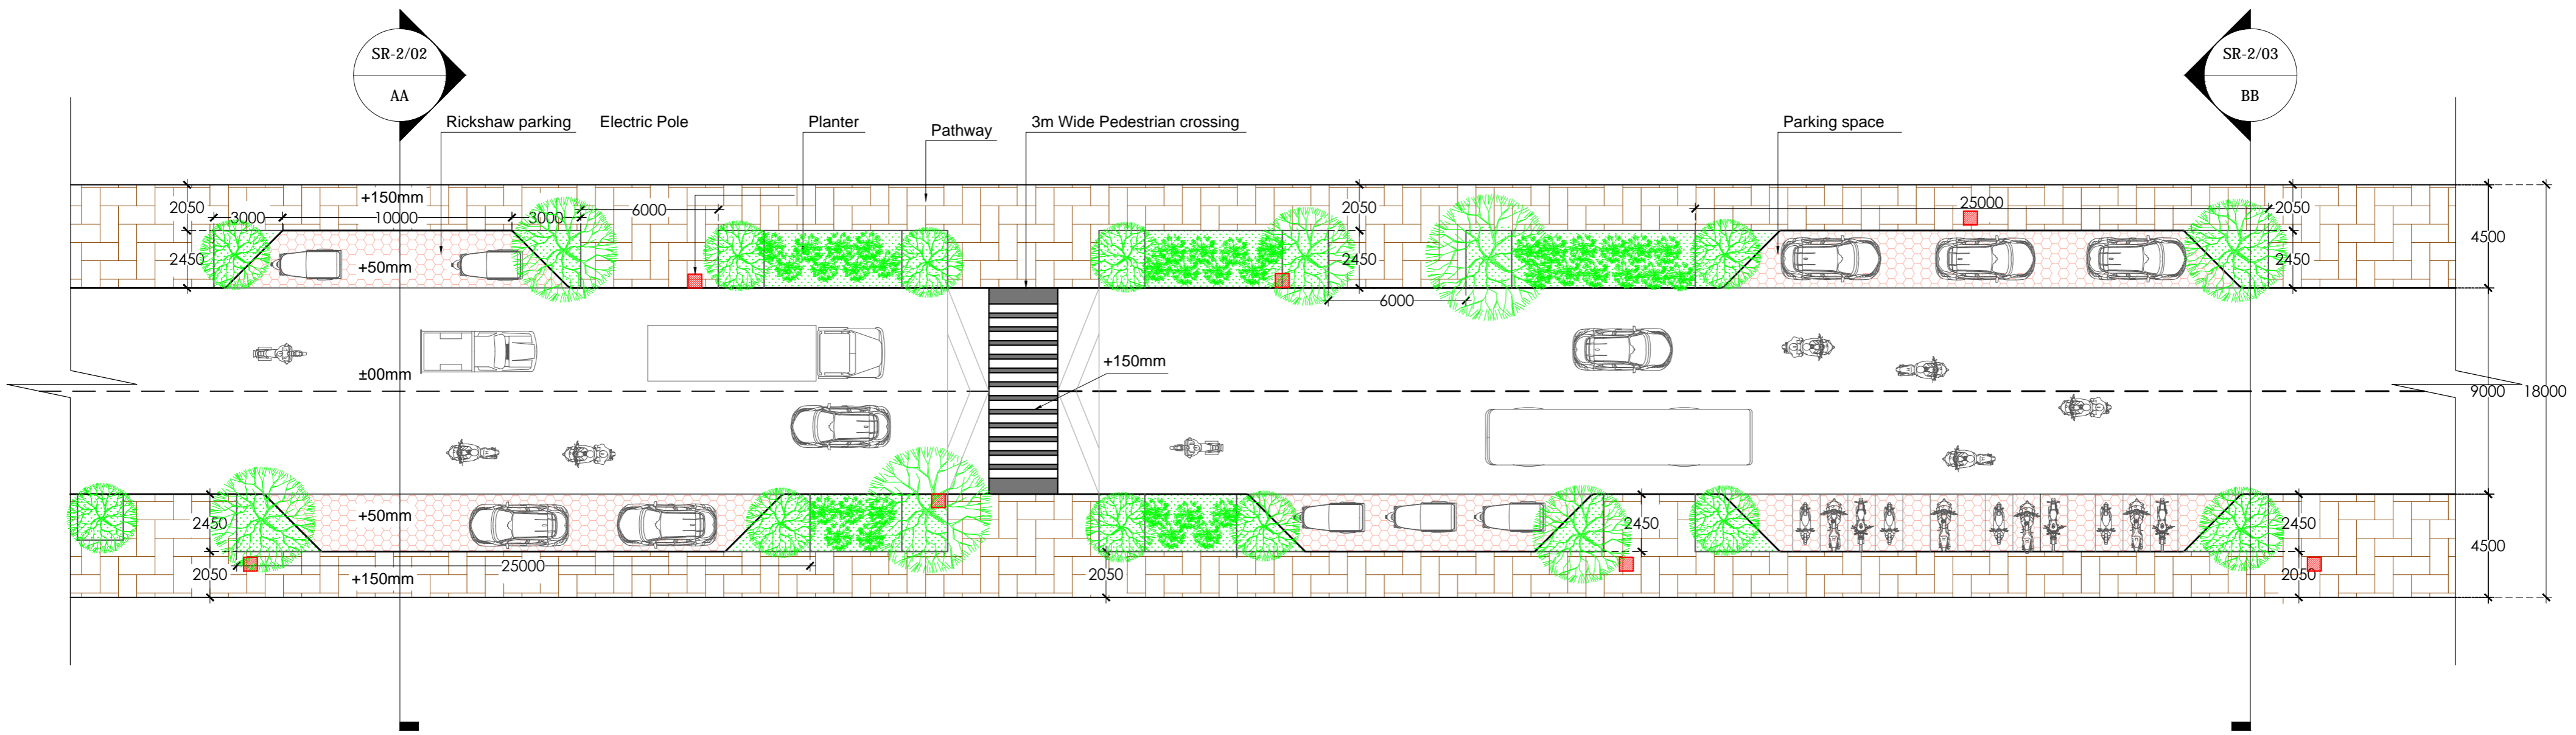 SR-2/02
AA
SR-2/03
BB
Rickshaw parking
Electric Pole
Planter
Pathway
3m Wide Pedestrian crossing
Parking space
+150mm
2050
3000
10000
3000
6000
2050
25000
2050
2450
+50mm
2450
2450
4500
6000
±00mm
+150mm
9000
18000
2450
+50mm
2450
2450
4500
2050
+150mm
25000
2050
2050